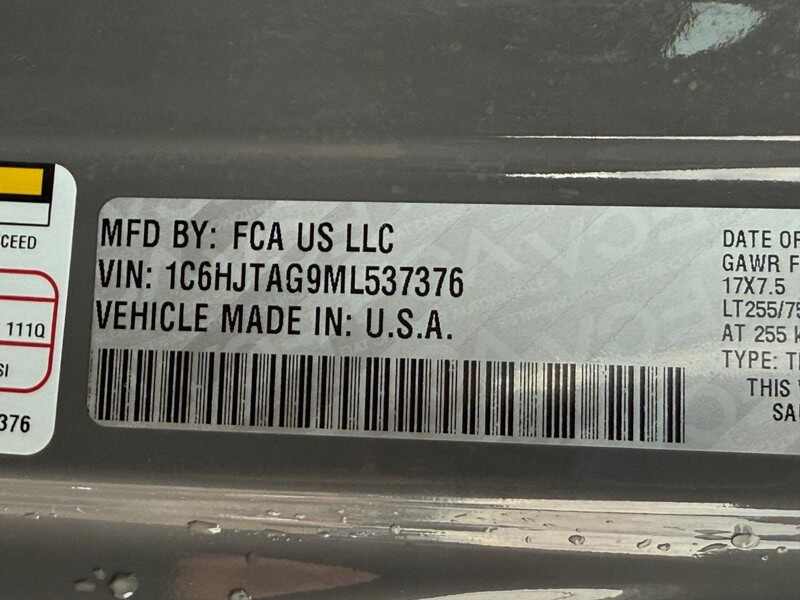 CEED
111Q
SI
376
MFD BY: FCA US LLC
VIN: 1C6HJTAG9ML537376
VEHICLE MADE IN: U.S.A.
DATE OF
GAWR F
17X7.5
LT255/75
AT 255 k
TYPE: T
THIS
SA